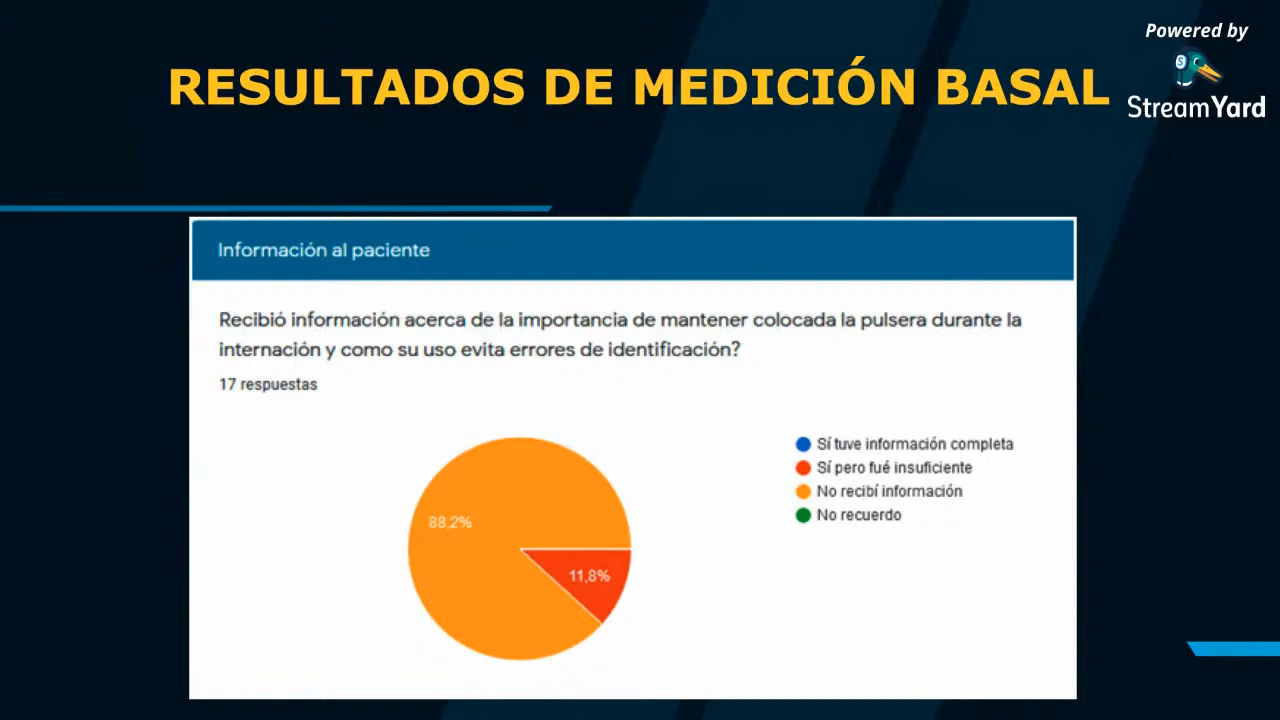 Powered by
StreamYard
RESULTADOS DE MEDICIÓN BASAL
Información al paciente
Recibió información acerca de la importancia de mantener colocada la pulsera durante la
internación y como su uso evita errores de identificación?
17 respuestas
Sí tuve información completa
Sí pero fué insuficiente
No recibí información
No recuerdo
88,2%
11,8%